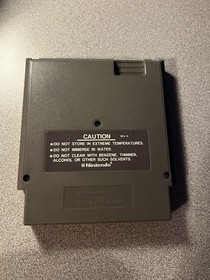 CAUTION
● DO NOT STORE IN EXTREME TEMPERATURES.
● DO NOT IMMERSE IN WATER.
● DO NOT CLEAN WITH BENZENE, THINNER,
ALCOHOL OR OTHER SUCH SOLVENTS.
Nintendo